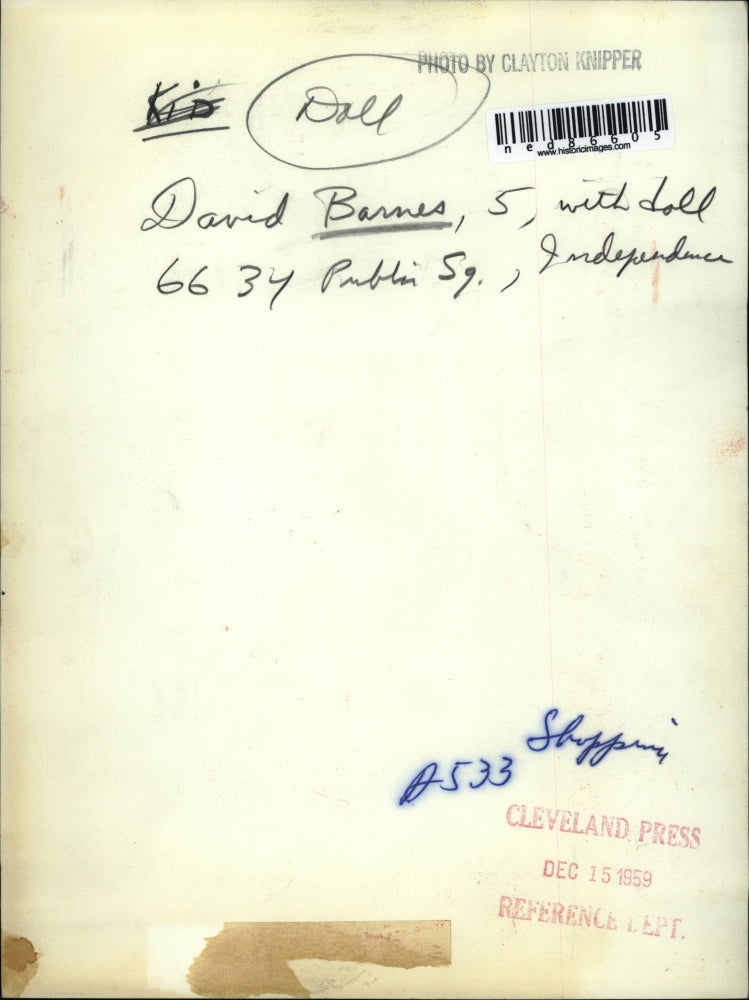 PHOTO BY CLAYTON KNIPPER
Kid
Doll
ned86605
www.historicimages.com
David Barnes, 5, with doll
6634 Public Sq., Independence
Shopping
A533
CLEVELAND PRESS
DEC 15 1959
REFERENCE DEPT.